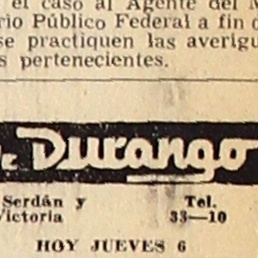 el caso al Agente del M
rio Público Federal a fin d
se practiquen las averigu
s pertenecientes.
Durango
Serdán y Tel.
Victoria 33—10
HOY JUEVES 6